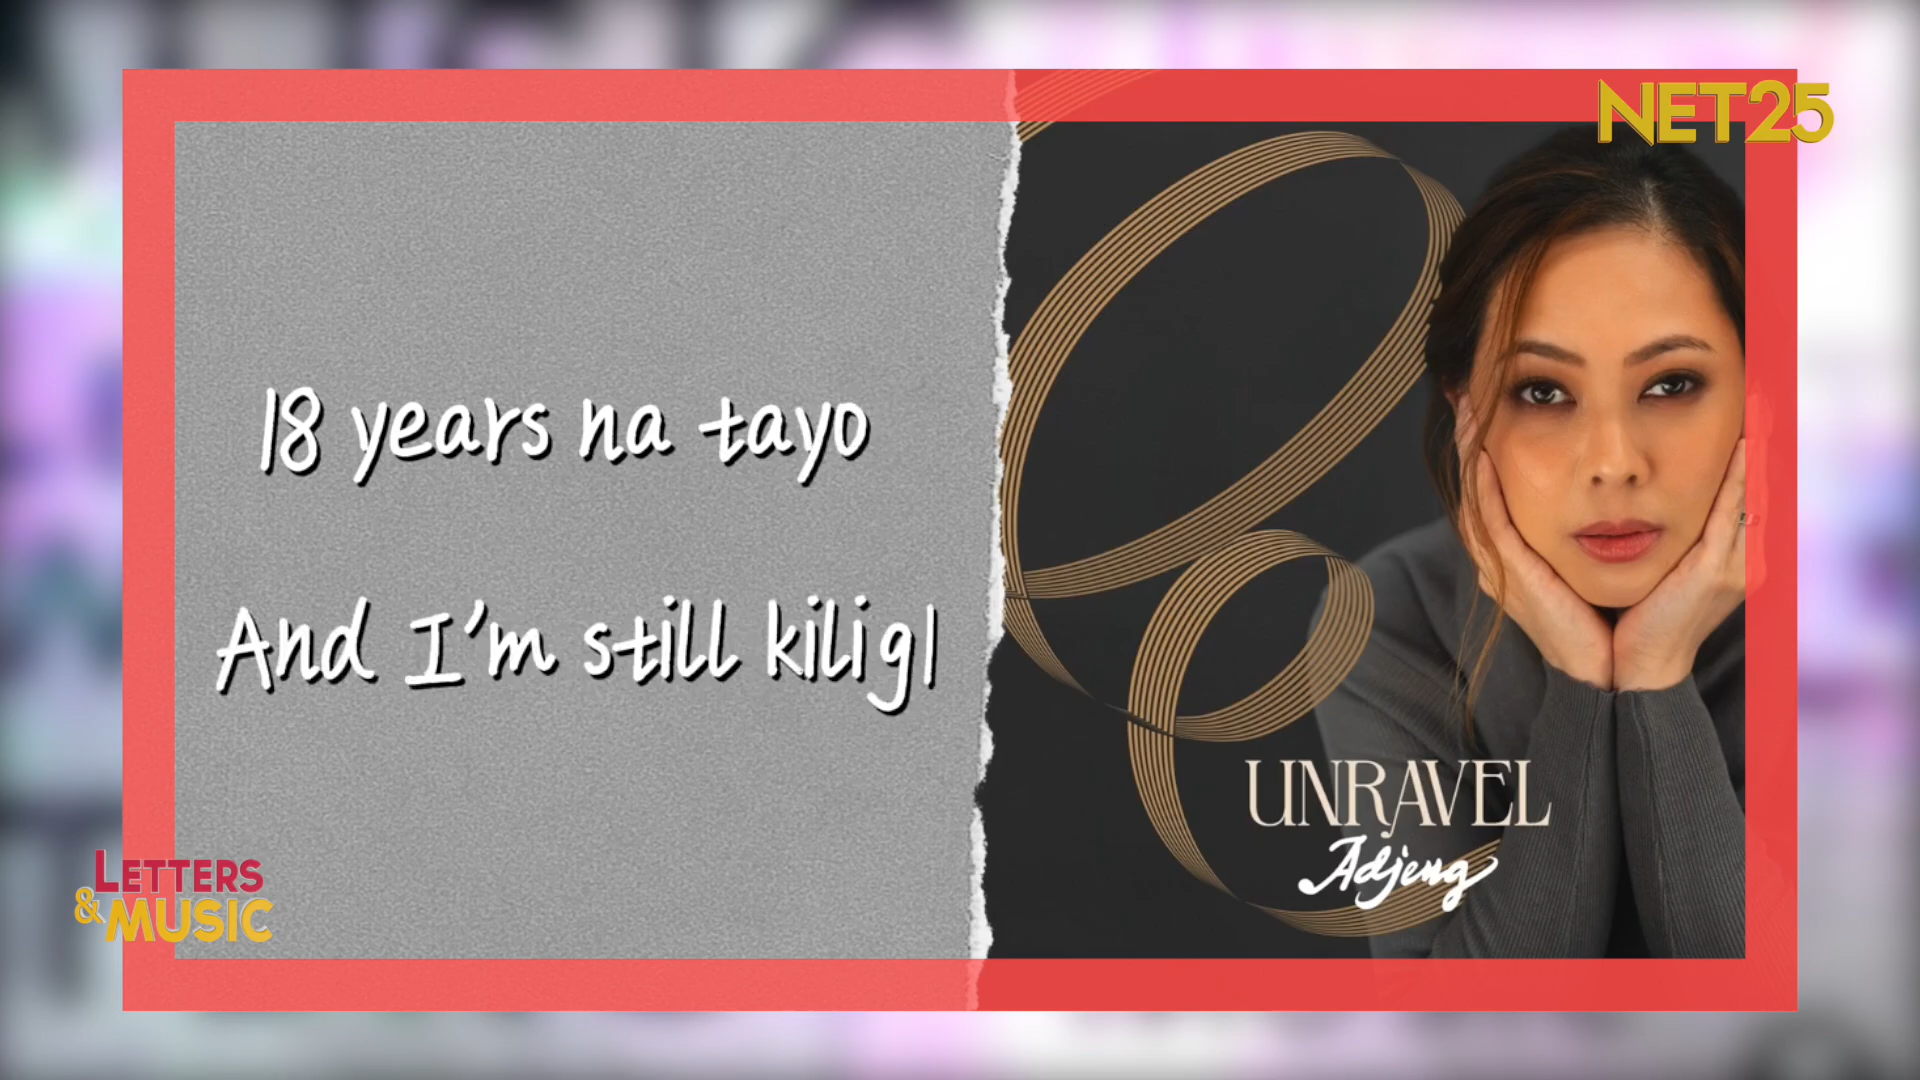 NET25
18 years na tayo
And I'm still kilig!
UNRAVEL
Adjeng
LETTERS
& MUSIC